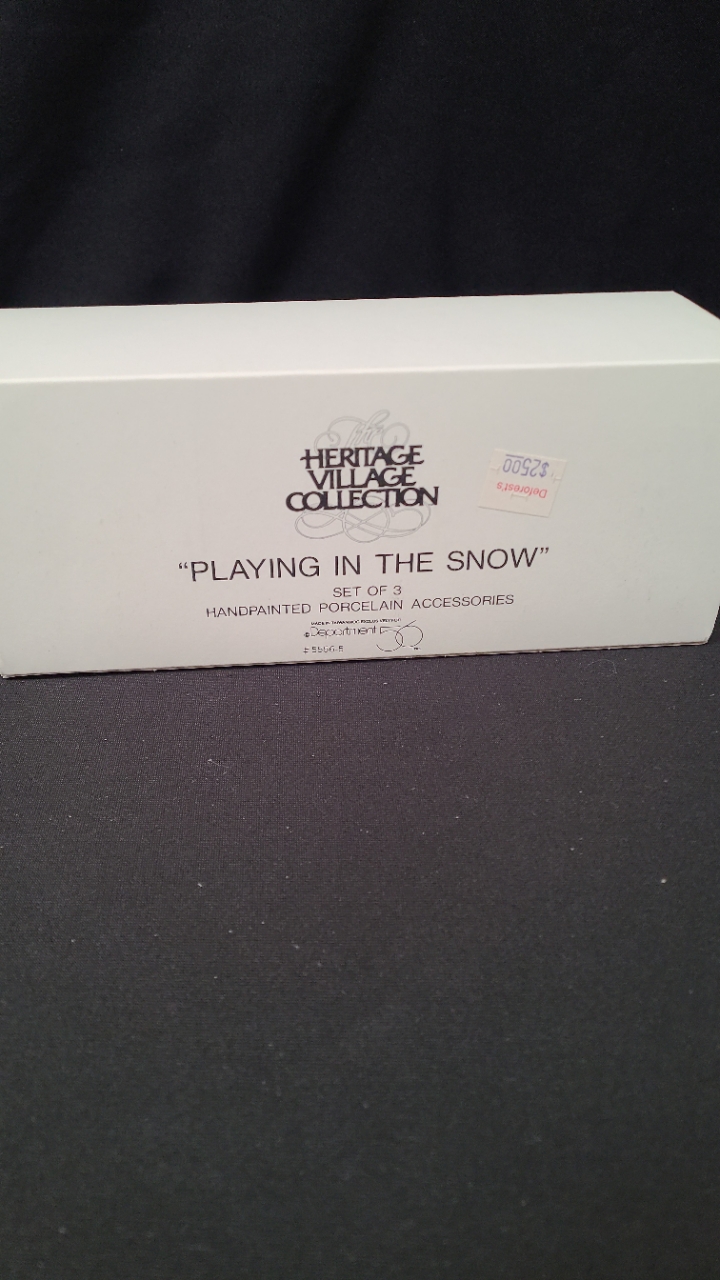 The
HERITAGE
VILLAGE
COLLECTION
$2500
Deforest's
“PLAYING IN THE SNOW”
SET OF 3
HANDPAINTED PORCELAIN ACCESSORIES
Department 56